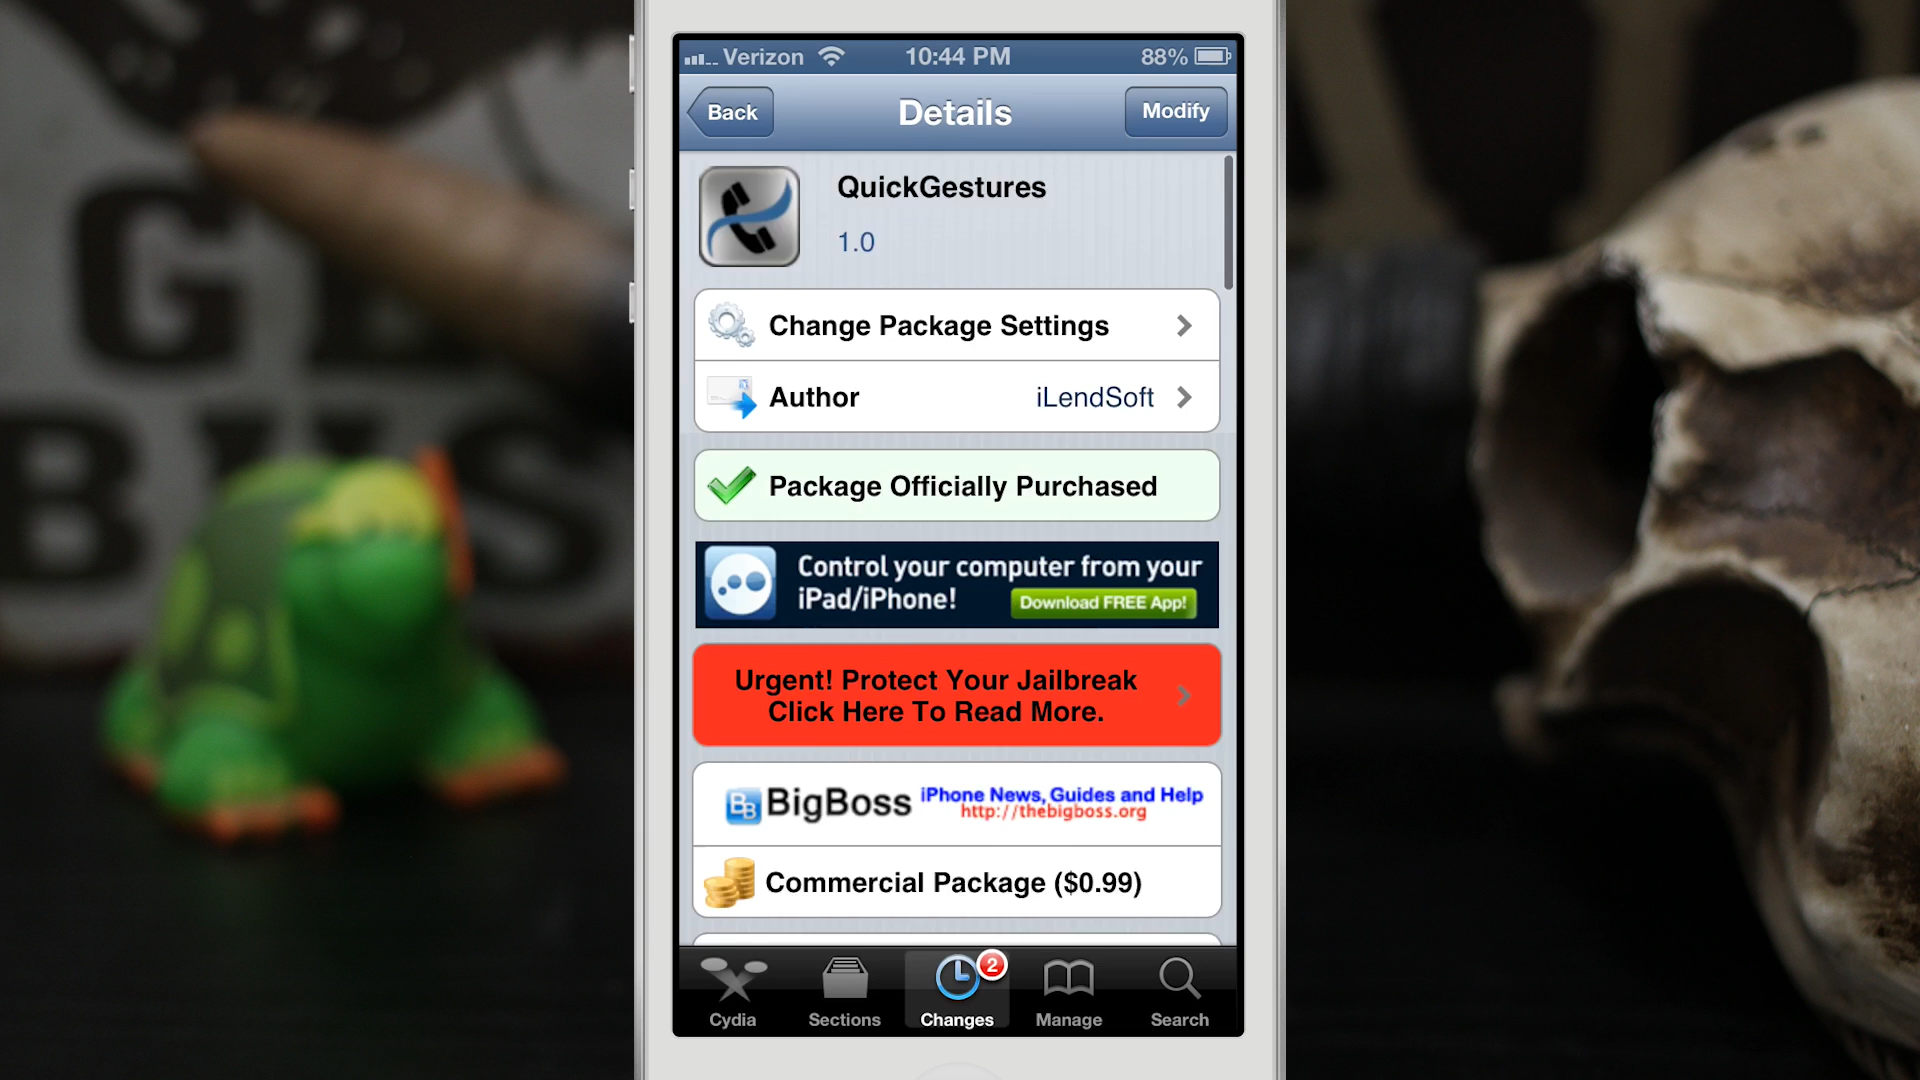 Verizon 10:44 PM 88%
Back Details Modify
QuickGestures
1.0
Change Package Settings
Author iLendSoft
Package Officially Purchased
Control your computer from your
iPad/iPhone!
Download FREE App!
Urgent! Protect Your Jailbreak
Click Here To Read More.
BB BigBoss iPhone News, Guides and Help
http://thebigboss.org
Commercial Package ($0.99)
2
Cydia Sections Changes Manage Search